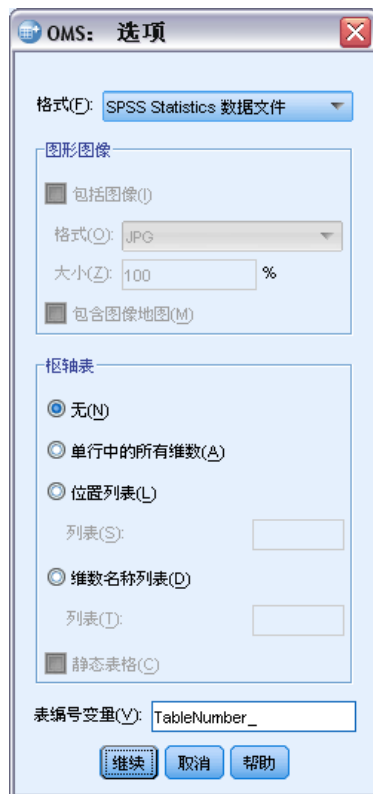 OMS： 选项
格式(F): SPSS Statistics 数据文件
图形图像
包括图像(I)
格式(O): JPG
大小(Z): 100 %
包含图像地图(M)
枢轴表
无(N)
单行中的所有维数(A)
位置列表(L)
列表(S):
维数名称列表(D)
列表(T):
静态表格(C)
表编号变量(V): TableNumber_
继续 取消 帮助